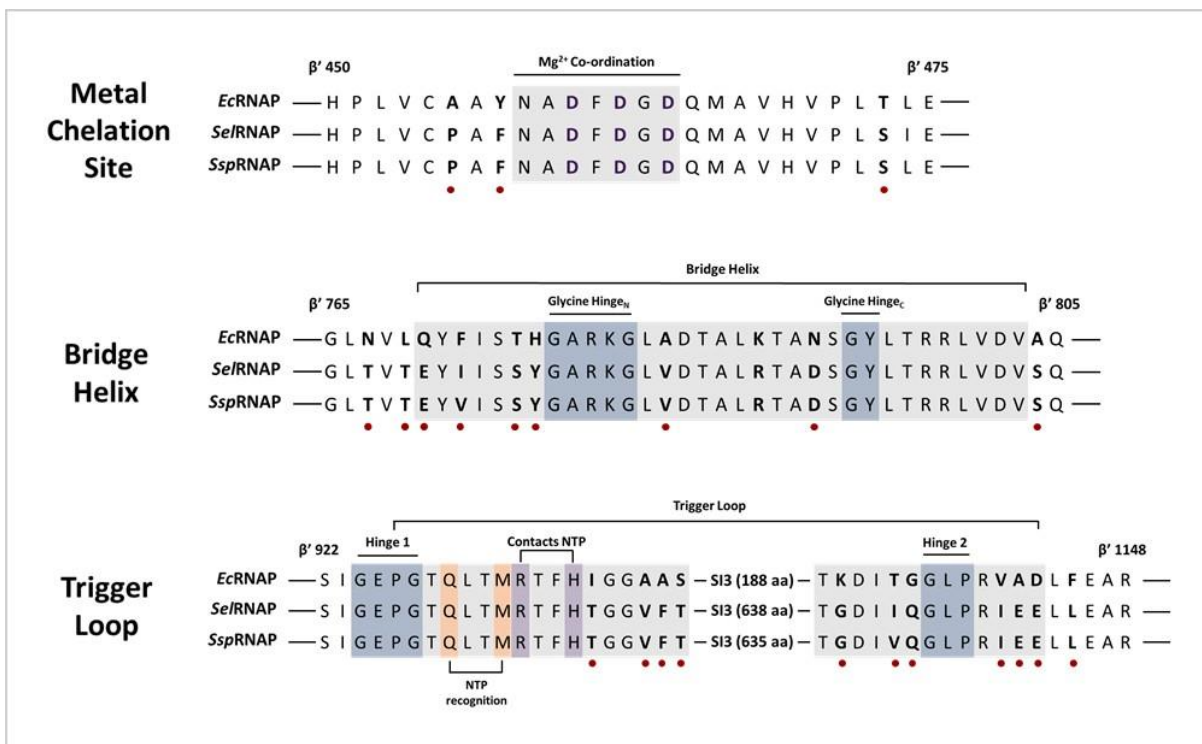 β' 450 Mg²⁺ Co-ordination β' 475
Metal Chelation Site
EcRNAP H P L V C A A Y N A D F D G D Q M A V H V P L T L E
SelRNAP H P L V C P A F N A D F D G D Q M A V H V P L S I E
SspRNAP H P L V C P A F N A D F D G D Q M A V H V P L S L E
Bridge Helix
β' 765 Glycine Hingeₙ Glycine Hinge꜀ β' 805
Bridge Helix
EcRNAP G L N V L Q Y F I S T H G A R K G L A D T A L K T A N S G Y L T R R L V D V A Q
SelRNAP G L T V T E Y I I S S Y G A R K G L V D T A L R T A D S G Y L T R R L V D V S Q
SspRNAP G L T V T E Y V I S S Y G A R K G L V D T A L R T A D S G Y L T R R L V D V S Q
Trigger Loop
β' 922 Hinge 1 Contacts NTP Hinge 2 β' 1148
Trigger Loop
EcRNAP S I G E P G T Q L T M R T F H I G G A A S SI3 (188 aa) T K D I T G G L P R V A D L F E A R
SelRNAP S I G E P G T Q L T M R T F H T G G V F T SI3 (638 aa) T G D I I Q G L P R I E E L L E A R
SspRNAP S I G E P G T Q L T M R T F H T G G V F T SI3 (635 aa) T G D I V Q G L P R I E E L L E A R
NTP
recognition